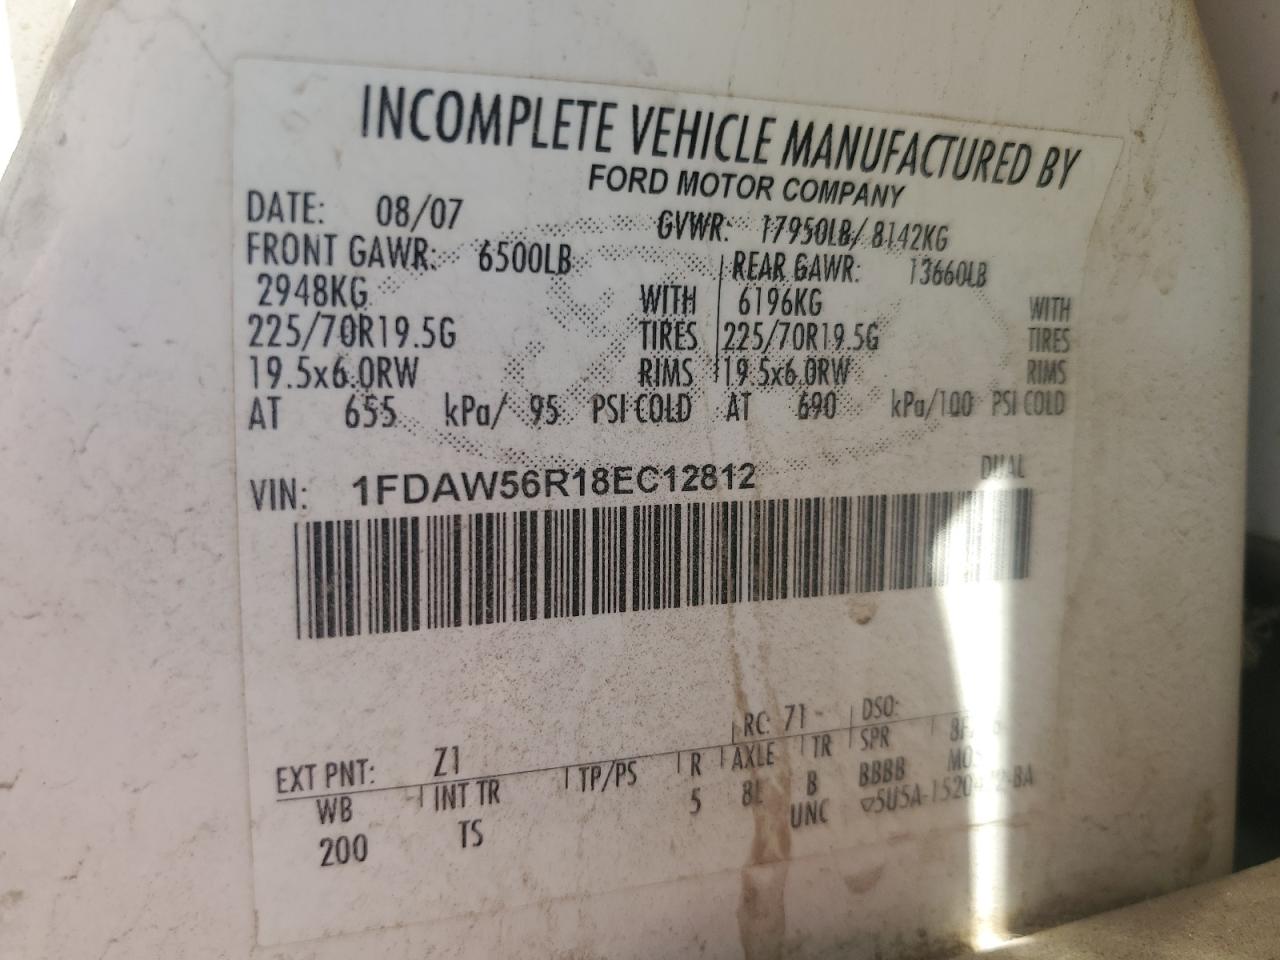 INCOMPLETE VEHICLE MANUFACTURED BY
FORD MOTOR COMPANY
DATE: 08/07 GVWR: 17950LB/ 8142KG
FRONT GAWR: 6500LB REAR GAWR: 13660LB
2948KG WITH 6196KG WITH
225/70R19.5G TIRES 225/70R19.5G TIRES
19.5x6.0RW RIMS 19.5x6.0RW RIMS
AT 655 kPa/ 95 PSI COLD AT 690 kPa/100 PSI COLD
DUAL
VIN: 1FDAW56R18EC12812
EXT PNT: Z1 RC: 71 DSO:
WB INT TR TP/PS R AXLE TR SPR
200 TS 5 B BBBB
UNC